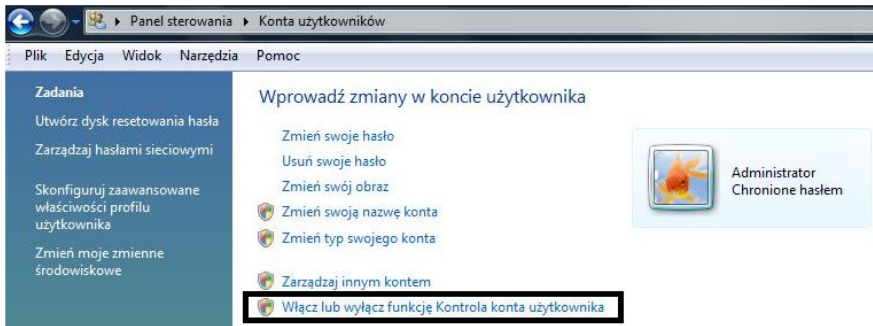 Panel sterowania Konta użytkowników
Plik Edycja Widok Narzędzia Pomoc
Zadania
Utwórz dysk resetowania hasła
Zarządzaj hasłami sieciowymi
Skonfiguruj zaawansowane
właściwości profilu
użytkownika
Zmień moje zmienne
środowiskowe
Wprowadź zmiany w koncie użytkownika
Zmień swoje hasło
Usuń swoje hasło
Zmień swój obraz
Zmień swoją nazwę konta
Zmień typ swojego konta
Zarządzaj innym kontem
Włącz lub wyłącz funkcję Kontrola konta użytkownika
Administrator
Chronione hasłem